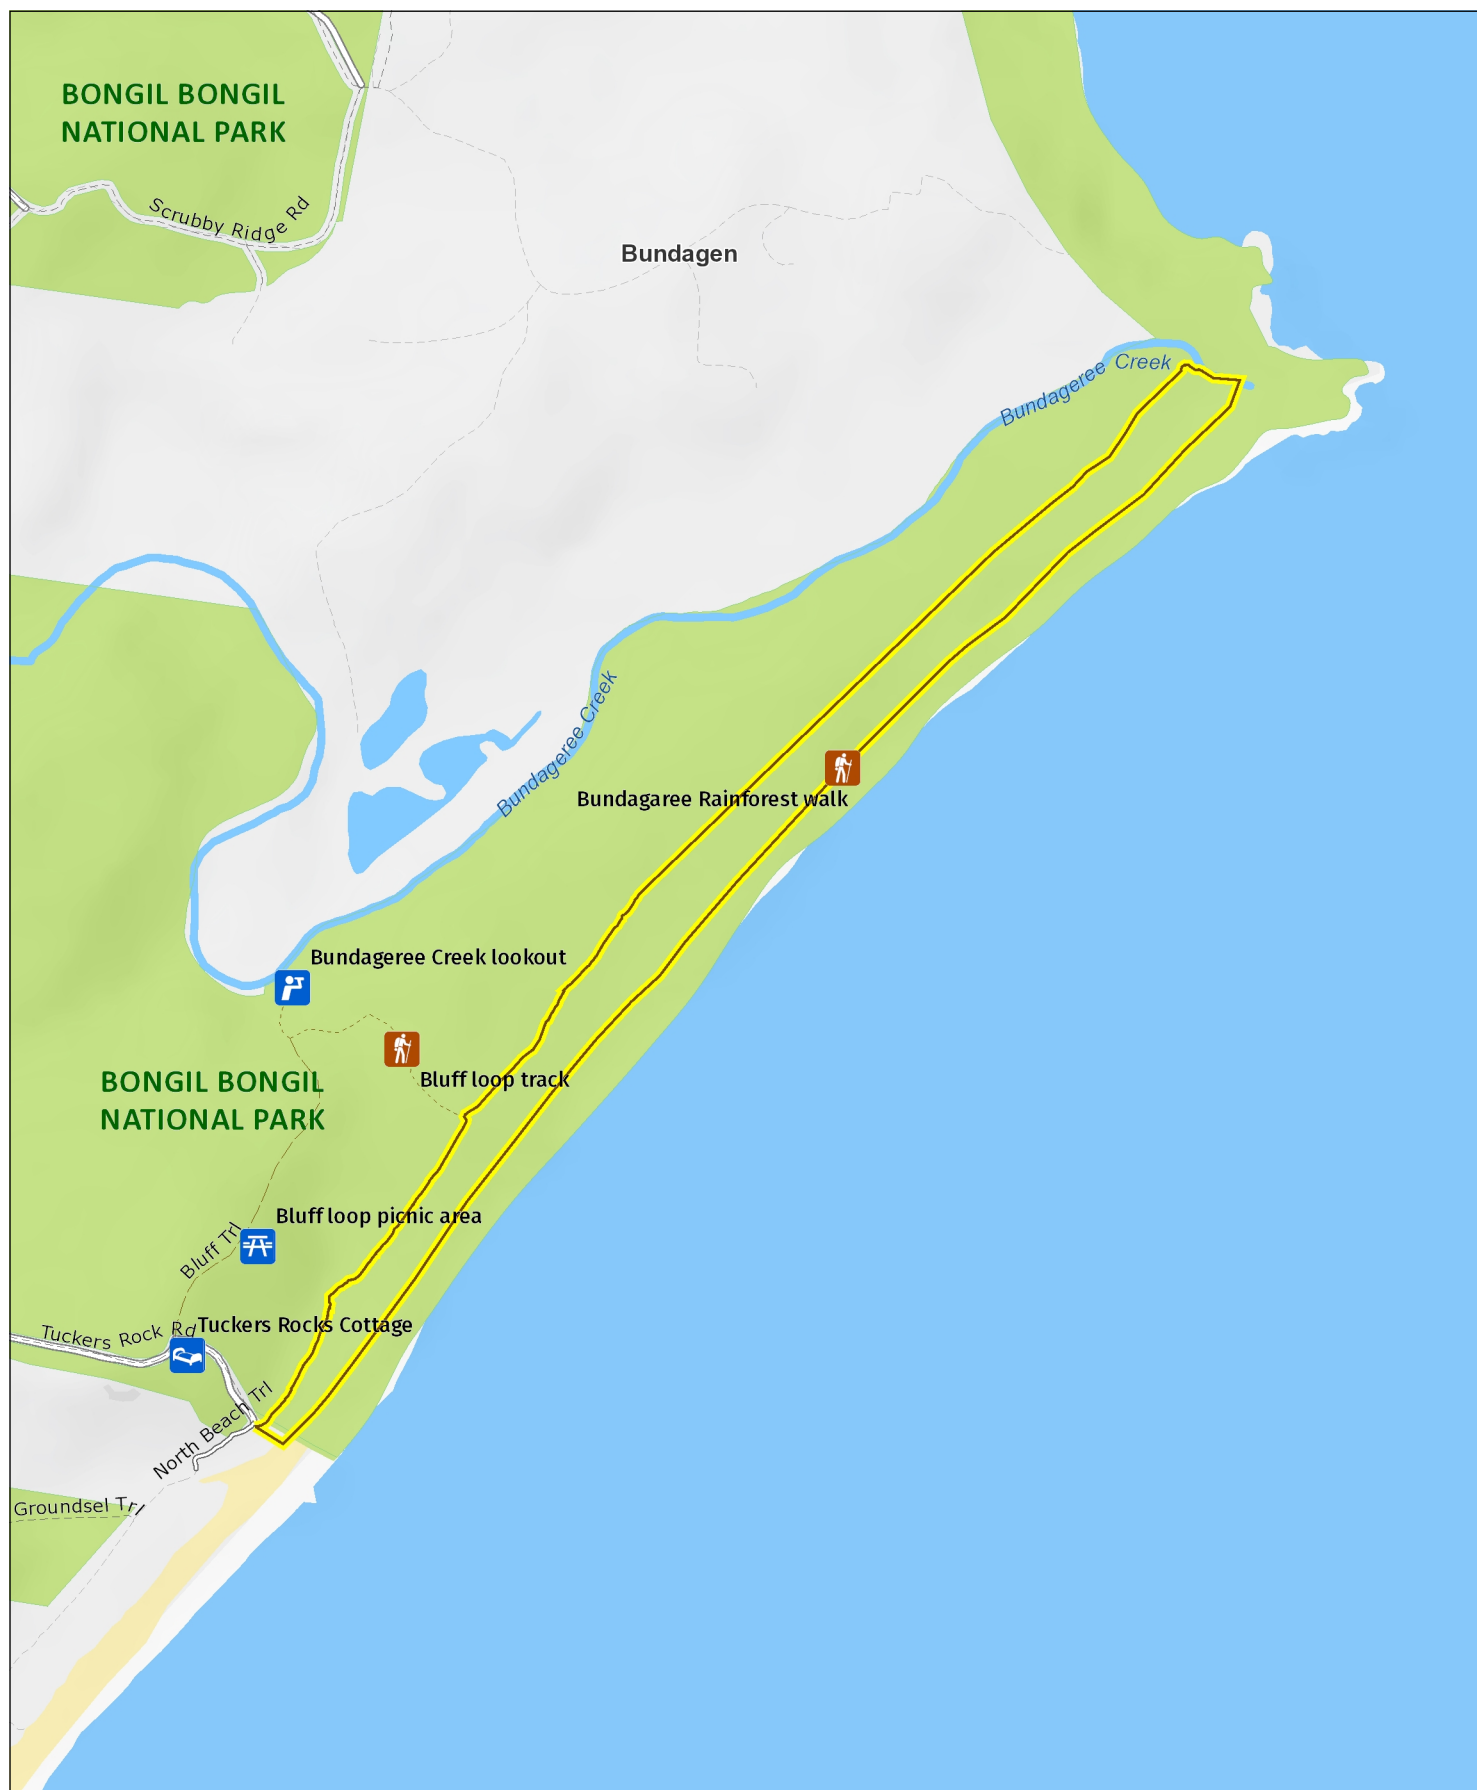 BONGIL BONGIL
NATIONAL PARK
Scrubby Ridge Rd
Bundagen
Bundageree Creek
Bundageree Creek
Bundagaree Rainforest walk
Bundageree Creek lookout
Bluff loop track
BONGIL BONGIL
NATIONAL PARK
Bluff loop picnic area
Bluff Trl
Tuckers Rocks Cottage
Tuckers Rock Rd
North Beach Trl
Groundsel Trl